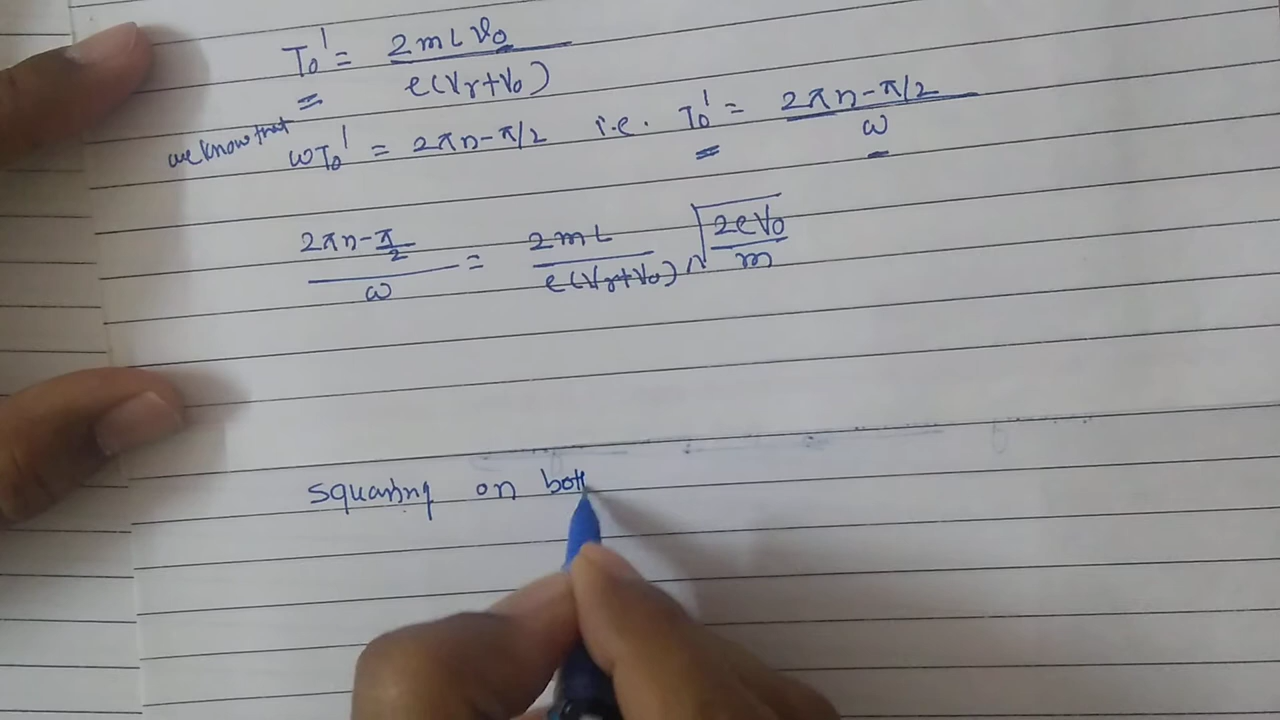 T₀' = 2mLv₀ / e(Vr+V₀)
we know that ωT₀' = 2πn-π/2 i.e. T₀' = 2πn-π/2 / ω
2πn-π/2 / ω = 2mL / e(Vr+V₀) √(2eV₀ / m)
squaring on both